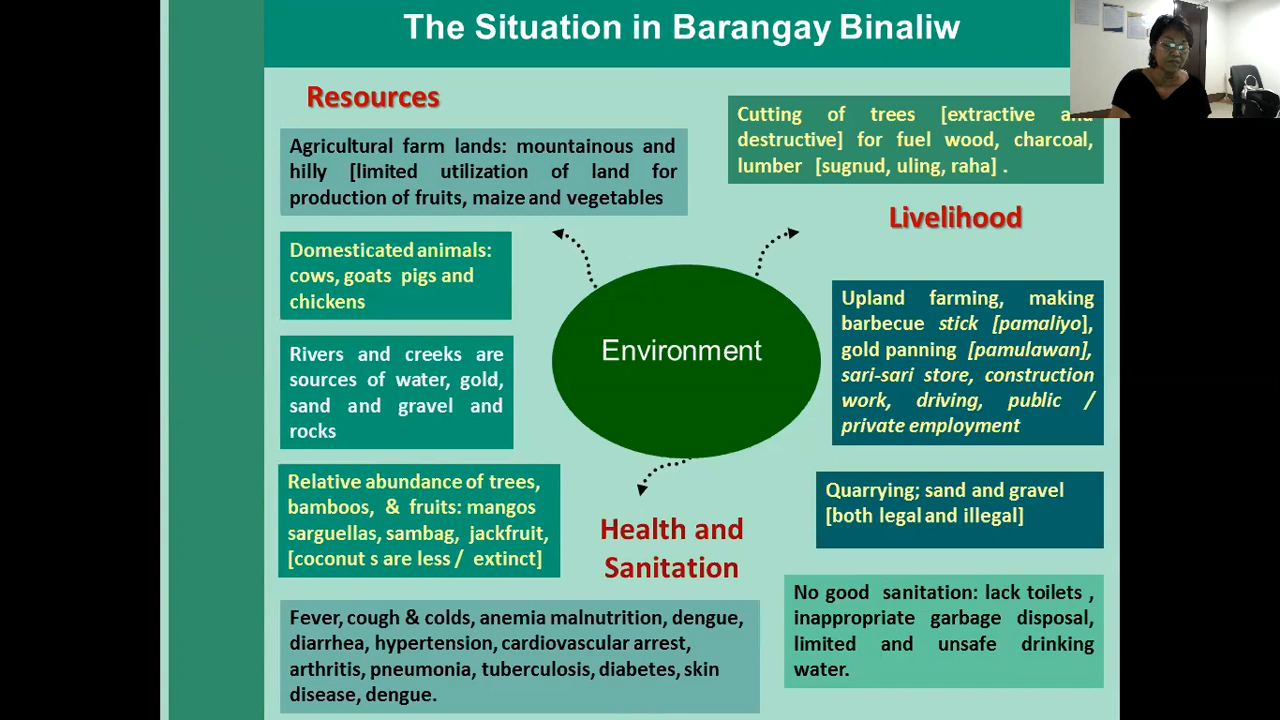 The Situation in Barangay Binaliw
Resources
Agricultural farm lands: mountainous and
hilly [limited utilization of land for
production of fruits, maize and vegetables
Domesticated animals:
cows, goats pigs and
chickens
Rivers and creeks are
sources of water, gold,
sand and gravel and
rocks
Relative abundance of trees,
bamboos, & fruits: mangos
sarguellas, sambag, jackfruit,
[coconut s are less / extinct]
Cutting of trees [extractive and
destructive] for fuel wood, charcoal,
lumber [sugnud, uling, raha] .
Livelihood
Environment
Upland farming, making
barbecue stick [pamaliyo],
gold panning [pamulawan],
sari-sari store, construction
work, driving, public /
private employment
Quarrying; sand and gravel
[both legal and illegal]
Health and
Sanitation
Fever, cough & colds, anemia malnutrition, dengue,
diarrhea, hypertension, cardiovascular arrest,
arthritis, pneumonia, tuberculosis, diabetes, skin
disease, dengue.
No good sanitation: lack toilets ,
inappropriate garbage disposal,
limited and unsafe drinking
water.